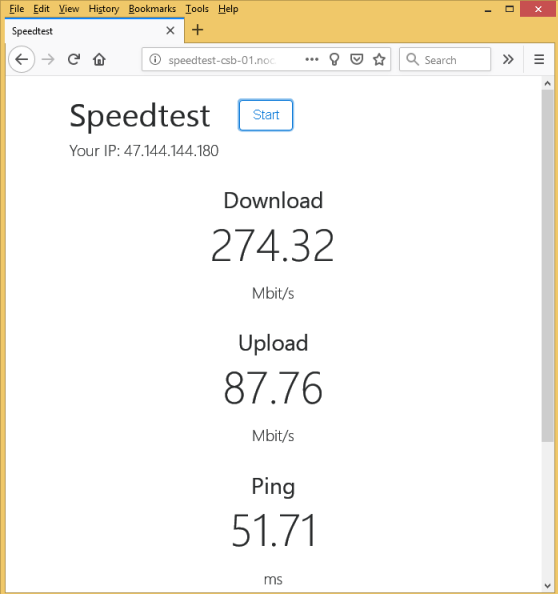 File Edit View History Bookmarks Tools Help
Speedtest
speedtest-csb-01.noc
Search
Speedtest Start
Your IP: 47.144.144.180
Download
274.32
Mbit/s
Upload
87.76
Mbit/s
Ping
51.71
ms